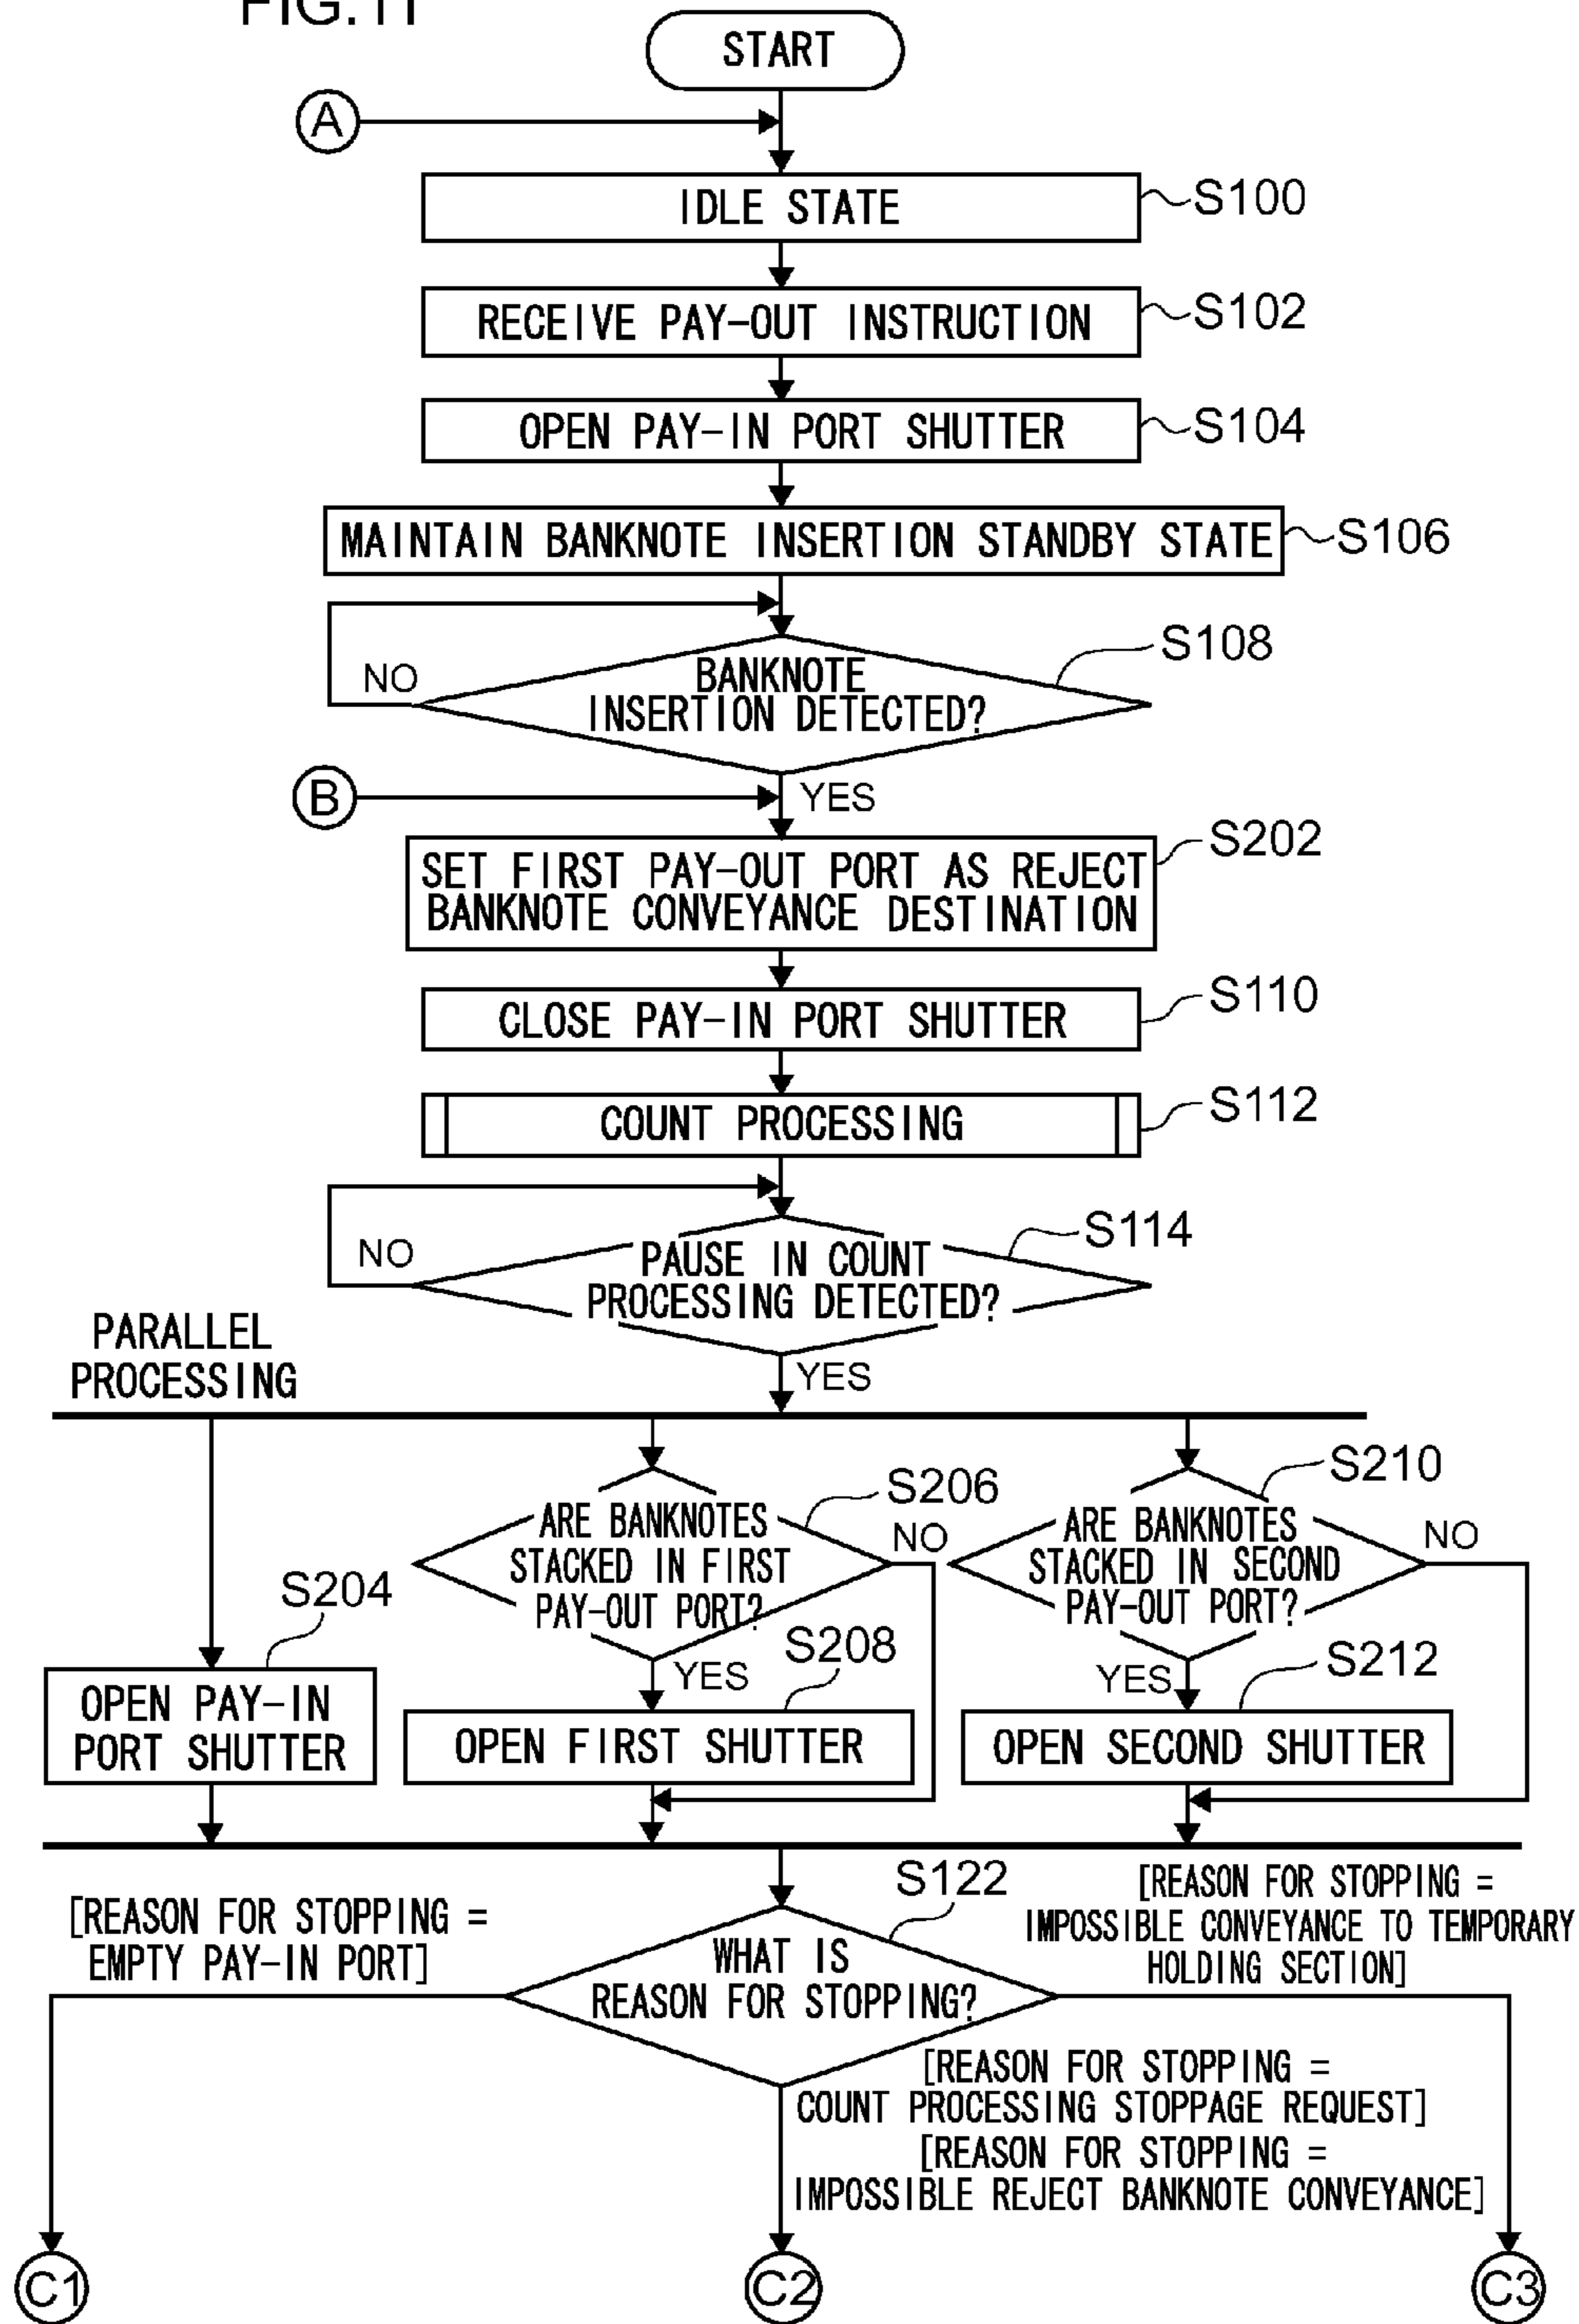 FIG. 11
START
A
IDLE STATE
S100
RECEIVE PAY-OUT INSTRUCTION
S102
OPEN PAY-IN PORT SHUTTER
S104
MAINTAIN BANKNOTE INSERTION STANDBY STATE
S106
S108
NO
BANKNOTE
INSERTION DETECTED?
B
YES
S202
SET FIRST PAY-OUT PORT AS REJECT
BANKNOTE CONVEYANCE DESTINATION
CLOSE PAY-IN PORT SHUTTER
S110
COUNT PROCESSING
S112
S114
NO
PAUSE IN COUNT
PROCESSING DETECTED?
PARALLEL
PROCESSING
YES
S206
ARE BANKNOTES
STACKED IN FIRST
PAY-OUT PORT?
NO
S210
ARE BANKNOTES
STACKED IN SECOND
PAY-OUT PORT?
NO
S204
OPEN PAY-IN
PORT SHUTTER
YES
S208
OPEN FIRST SHUTTER
YES
S212
OPEN SECOND SHUTTER
S122
[REASON FOR STOPPING =
EMPTY PAY-IN PORT]
WHAT IS
REASON FOR STOPPING?
[REASON FOR STOPPING =
IMPOSSIBLE CONVEYANCE TO TEMPORARY
HOLDING SECTION]
[REASON FOR STOPPING =
COUNT PROCESSING STOPPAGE REQUEST]
[REASON FOR STOPPING =
IMPOSSIBLE REJECT BANKNOTE CONVEYANCE]
C1
C2
C3